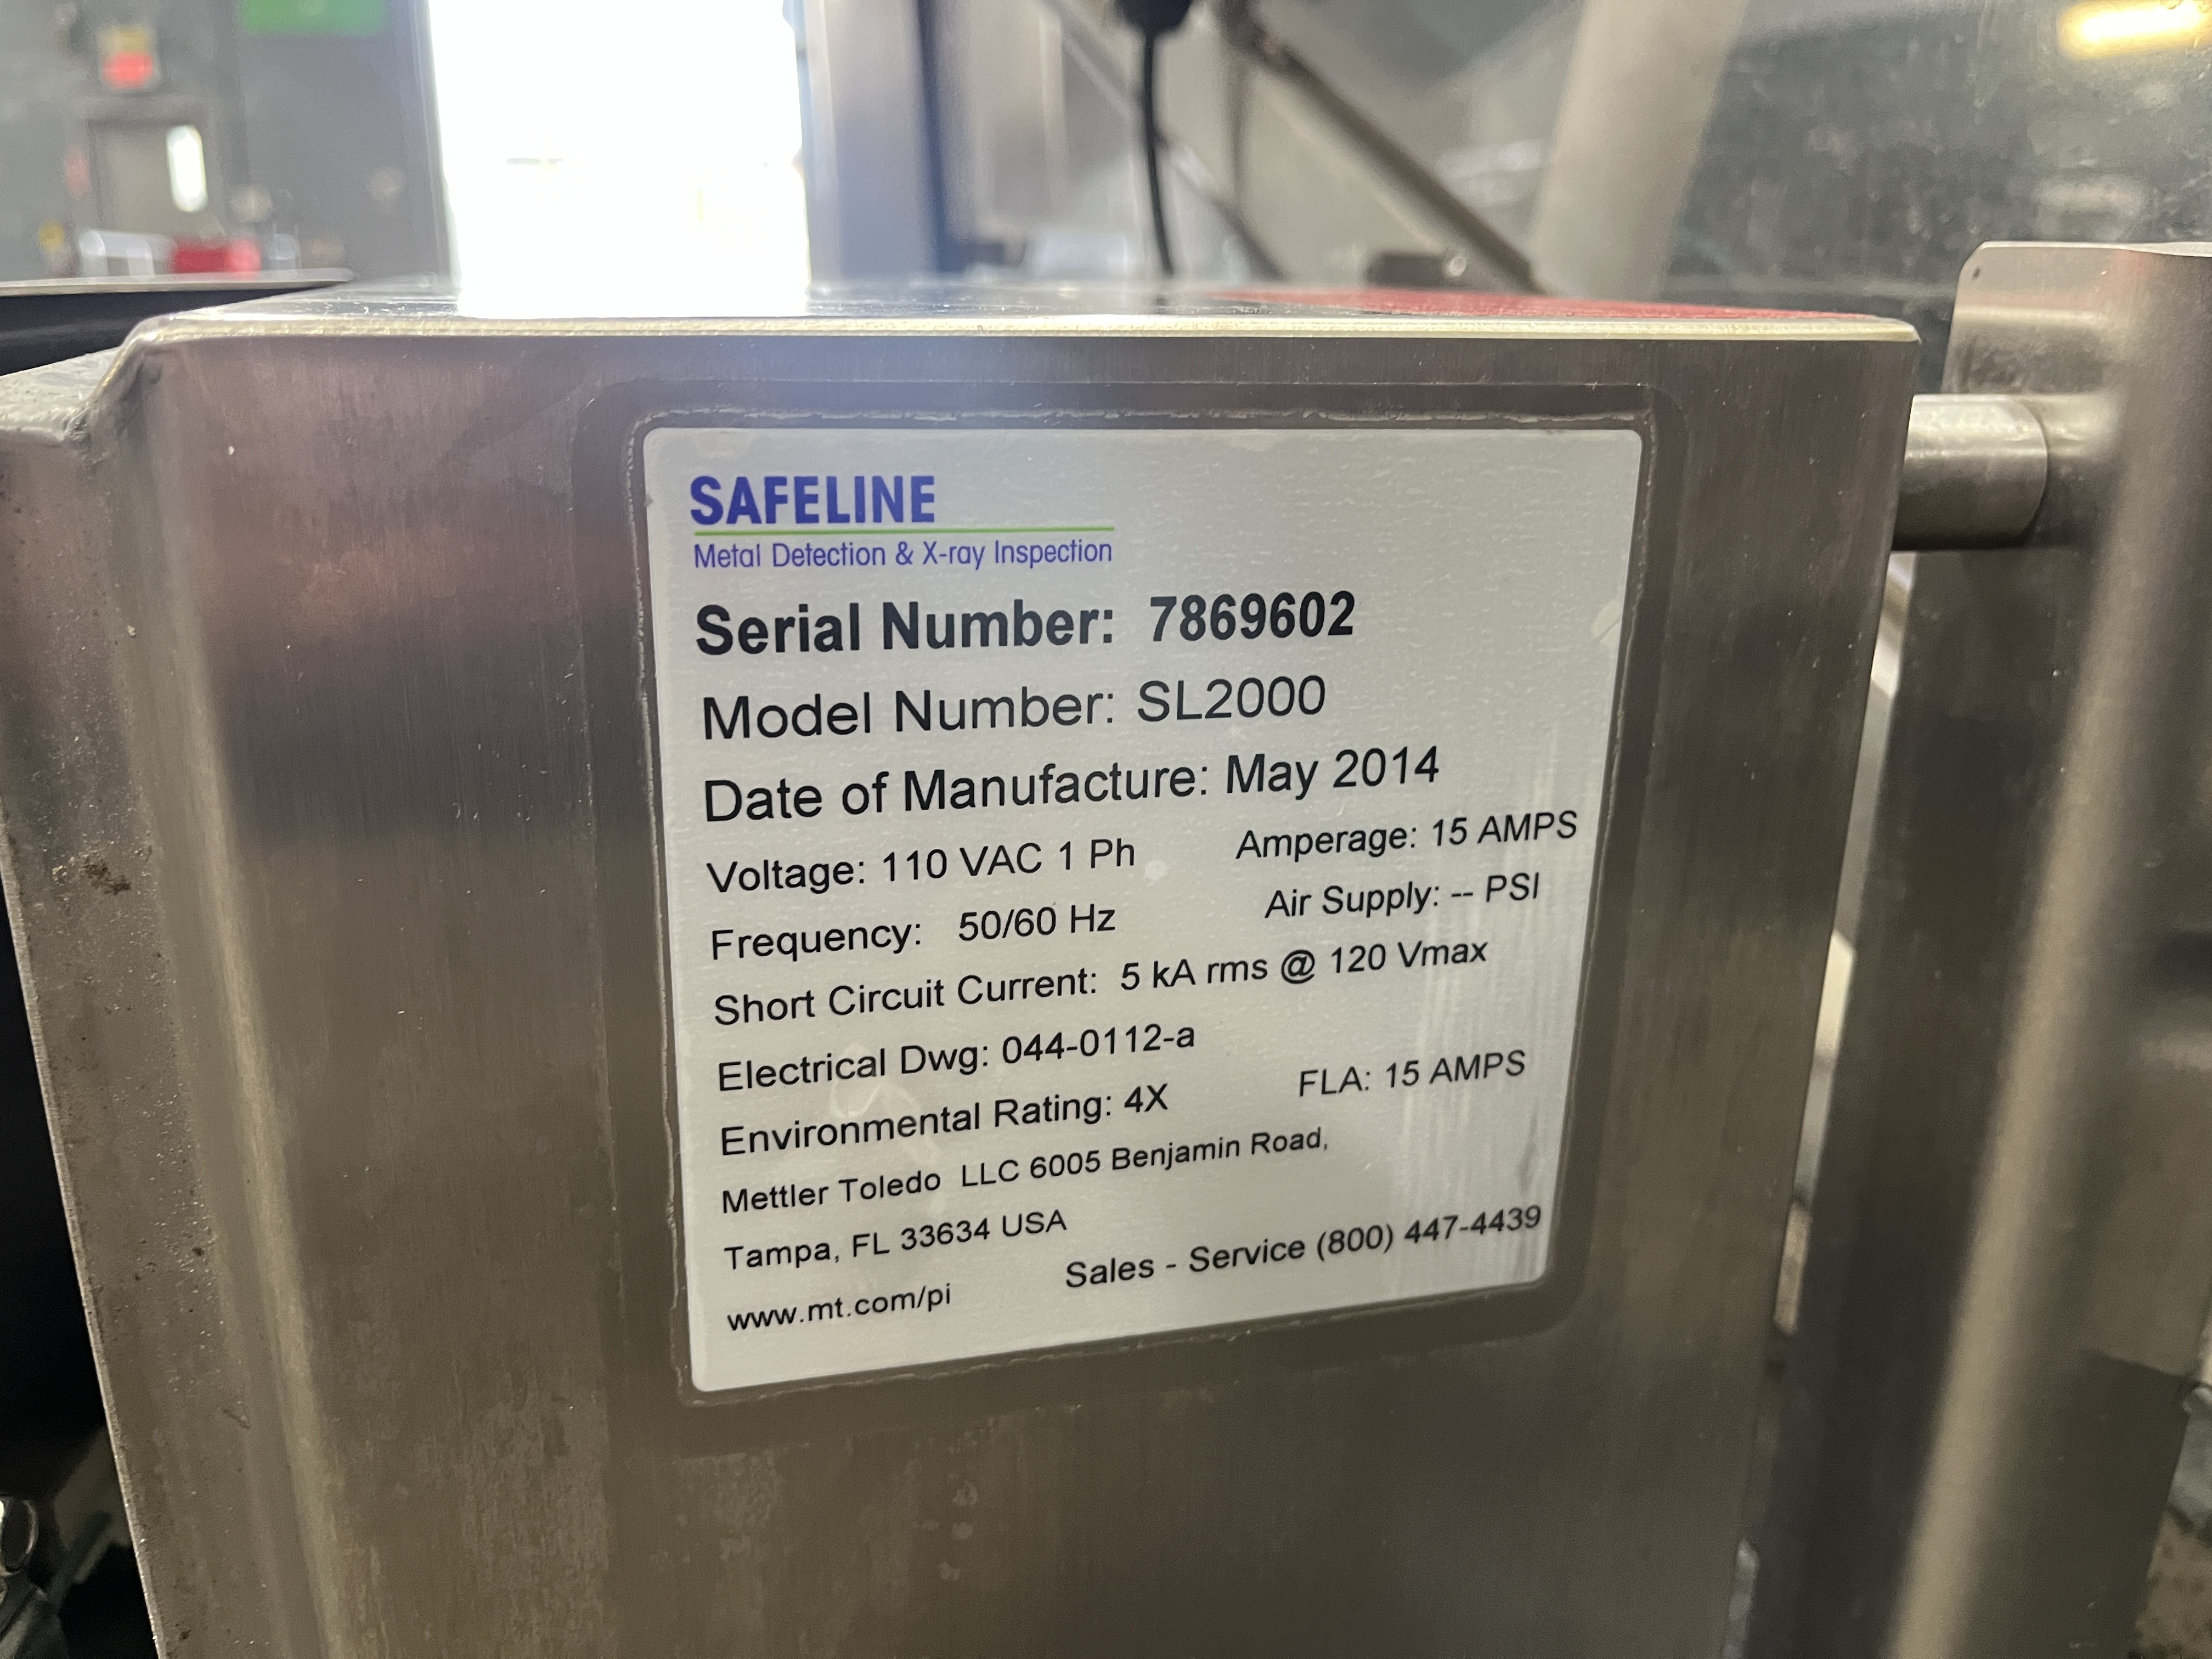 SAFELINE
Metal Detection & X-ray Inspection
Serial Number: 7869602
Model Number: SL2000
Date of Manufacture: May 2014
Voltage: 110 VAC 1 Ph Amperage: 15 AMPS
Frequency: 50/60 Hz Air Supply: -- PSI
Short Circuit Current: 5 kA rms @ 120 Vmax
Electrical Dwg: 044-0112-a
Environmental Rating: 4X FLA: 15 AMPS
Mettler Toledo LLC 6005 Benjamin Road,
Tampa, FL 33634 USA
www.mt.com/pi Sales - Service (800) 447-4439